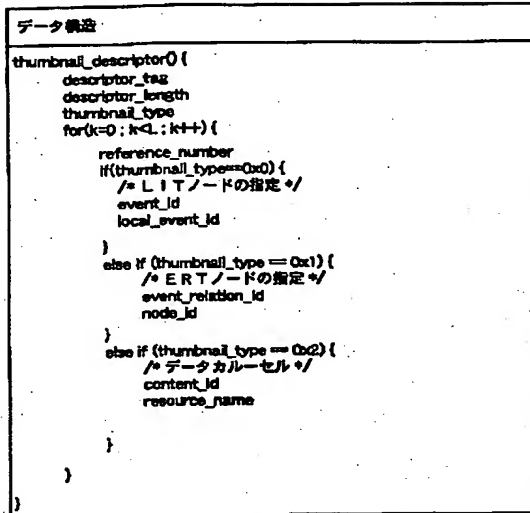 データ構造
thumbnail_descriptor() {
descriptor_tag
descriptor_length
thumbnail_type
for(k=0 ; k<L ; k++) {
reference_number
if(thumbnail_type==0x0) {
/* ＬＩＴノードの指定 */
event_id
local_event_id
}
else if (thumbnail_type == 0x1) {
/* ＥＲＴノードの指定 */
event_relation_id
node_id
}
else if (thumbnail_type == 0x2) {
/* データカルーセル */
content_id
resource_name
}
}
}